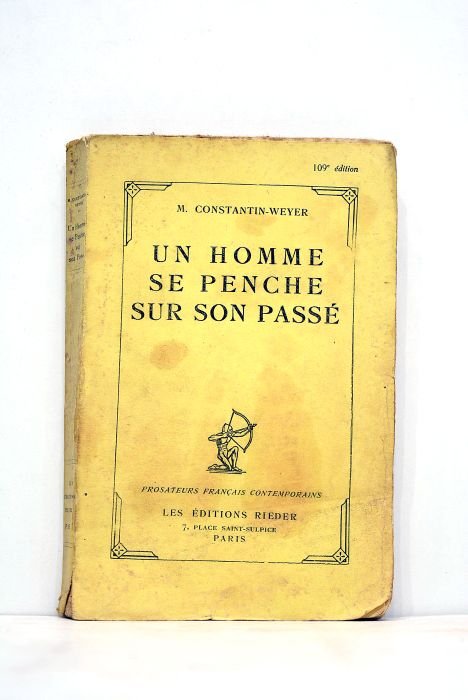 109e édition
M. CONSTANTIN-WEYER
UN HOMME
SE PENCHE
SUR SON PASSÉ
PROSATEURS FRANÇAIS CONTEMPORAINS
LES ÉDITIONS RIEDER
7, PLACE SAINT-SULPICE
PARIS